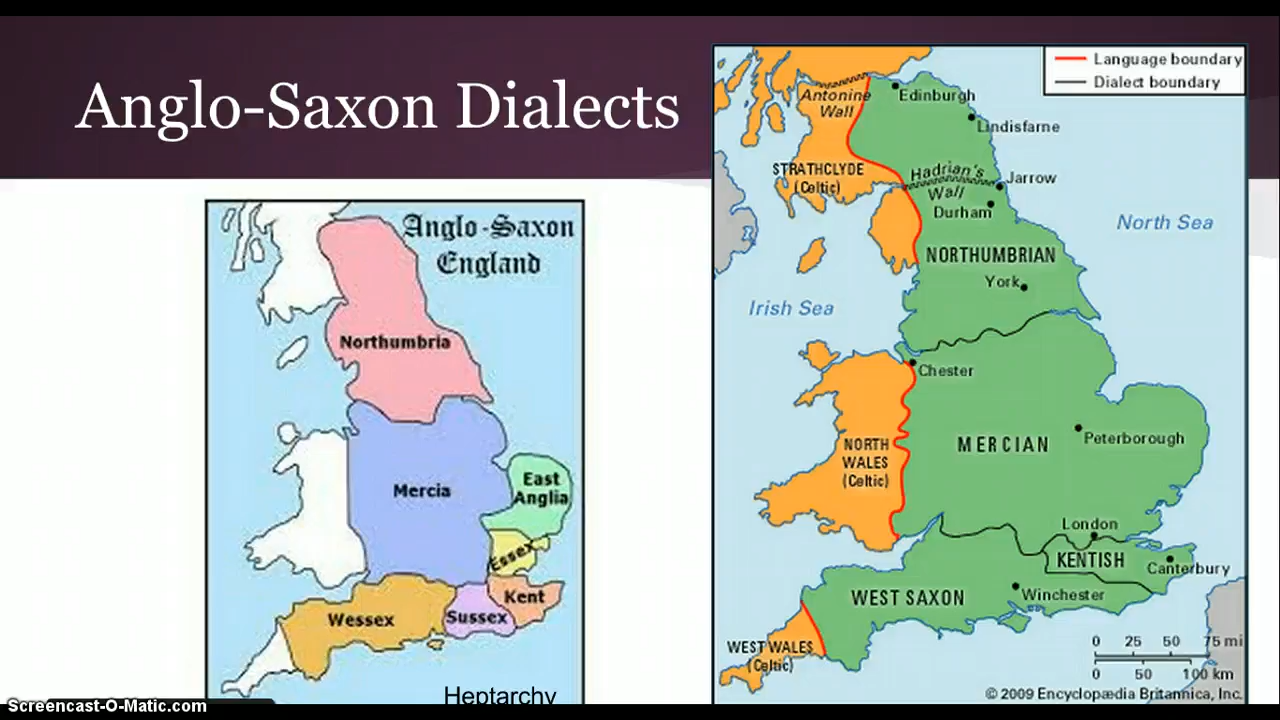 Anglo-Saxon Dialects
Anglo-Saxon
England
Northumbria
Mercia
East
Anglia
Essex
Kent
Sussex
Wessex
Heptarchy
Language boundary
Dialect boundary
Antonine
Wall
Edinburgh
Lindisfarne
STRATHCLYDE
(Celtic)
Hadrian's
Wall
Jarrow
Durham
North Sea
NORTHUMBRIAN
York
Irish Sea
Chester
NORTH
WALES
(Celtic)
MERCIAN
Peterborough
London
KENTISH
Canterbury
WEST SAXON
Winchester
WEST WALES
(Celtic)
0 25 50 75 mi
0 50 100 km
© 2009 Encyclopædia Britannica, Inc.
Screencast-O-Matic.com